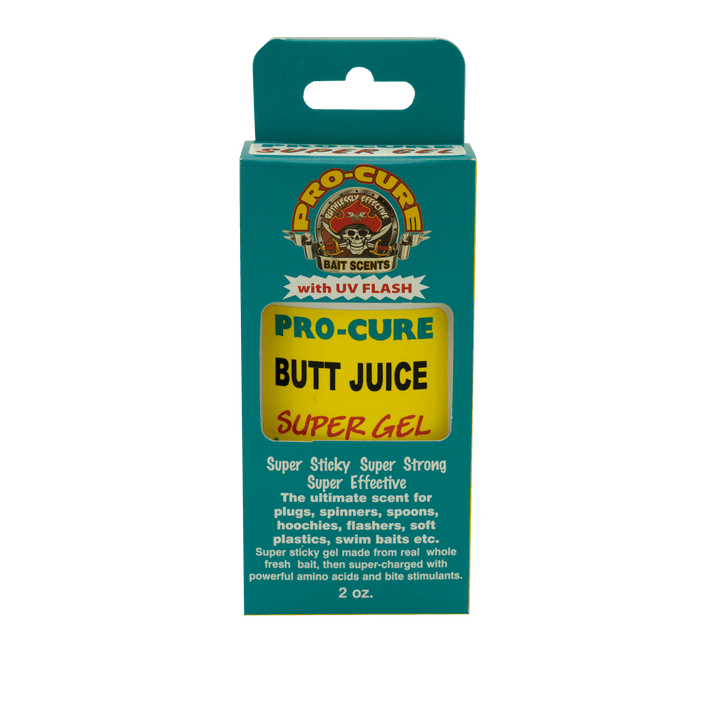 PRO-CURE
SUPER GEL
PRO-CURE
RUTHLESSLY EFFECTIVE
BAIT SCENTS
with UV FLASH
PRO-CURE
BUTT JUICE
SUPER GEL
Super Sticky Super Strong
Super Effective
The ultimate scent for
plugs, spinners, spoons,
hoochies, flashers, soft
plastics, swim baits etc.
Super sticky gel made from real whole
fresh bait, then super-charged with
powerful amino acids and bite stimulants.
2 oz.